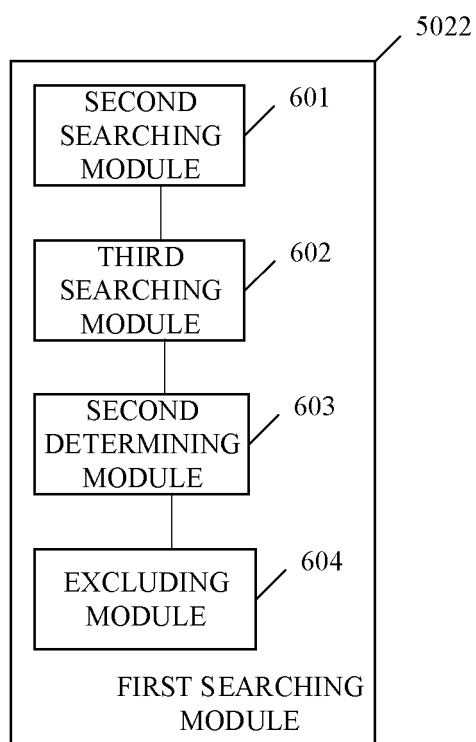 5022
SECOND
SEARCHING
MODULE
601
THIRD
SEARCHING
MODULE
602
SECOND
DETERMINING
MODULE
603
EXCLUDING
MODULE
604
FIRST SEARCHING
MODULE